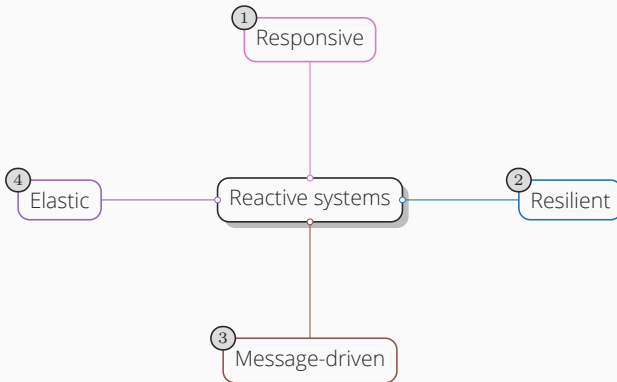 1
Responsive
4
Elastic
Reactive systems
2
Resilient
3
Message-driven